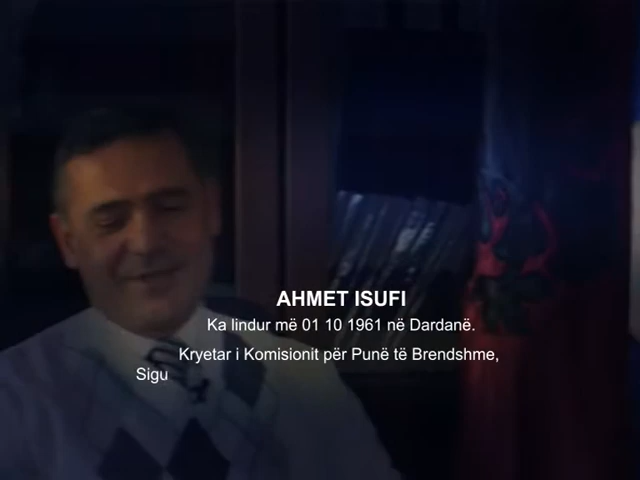 AHMET ISUFI
Ka lindur më 01 10 1961 në Dardanë.
Kryetar i Komisionit për Punë të Brendshme,
Sigu